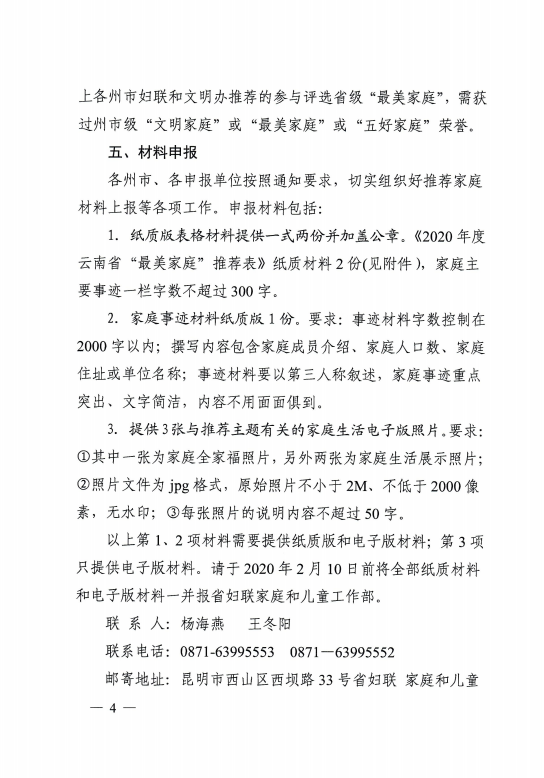 上各州市妇联和文明办推荐的参与评选省级“最美家庭”，需获
过州市级“文明家庭”或“最美家庭”或“五好家庭”荣誉。
五、材料申报
各州市、各申报单位按照通知要求，切实组织好推荐家庭
材料上报等各项工作。申报材料包括：
1. 纸质版表格材料提供一式两份并加盖公章。《2020 年度
云南省“最美家庭”推荐表》纸质材料 2 份(见附件），家庭主
要事迹一栏字数不超过 300 字。
2. 家庭事迹材料纸质版 1 份。要求：事迹材料字数控制在
2000 字以内；撰写内容包含家庭成员介绍、家庭人口数、家庭
住址或单位名称；事迹材料要以第三人称叙述，家庭事迹重点
突出、文字简洁，内容不用面面俱到。
3. 提供 3 张与推荐主题有关的家庭生活电子版照片。要求：
①其中一张为家庭全家福照片，另外两张为家庭生活展示照片；
②照片文件为 jpg 格式，原始照片不小于 2M、不低于 2000 像
素，无水印；③每张照片的说明内容不超过 50 字。
以上第 1、2 项材料需要提供纸质版和电子版材料；第 3 项
只提供电子版材料。请于 2020 年 2 月 10 日前将全部纸质材料
和电子版材料一并报省妇联家庭和儿童工作部。
联 系 人：杨海燕 王冬阳
联系电话：0871-63995553 0871—63995552
邮寄地址：昆明市西山区西坝路 33 号省妇联 家庭和儿童
— 4 —